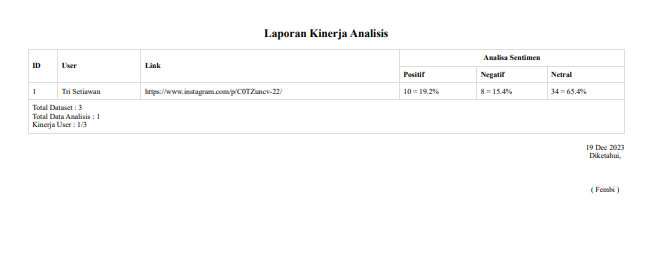 Laporan Kinerja Analisis
ID User Link Analisa Sentimen
Positif Negatif Netral
1 Tri Setiawan https://www.instagram.com/p/C0TZuncv-22/ 10 = 19.2% 8 = 15.4% 34 = 65.4%
Total Dataset : 3
Total Data Analisis : 1
Kinerja User : 1/3
19 Dec 2023
Diketahui,
( Fembi )